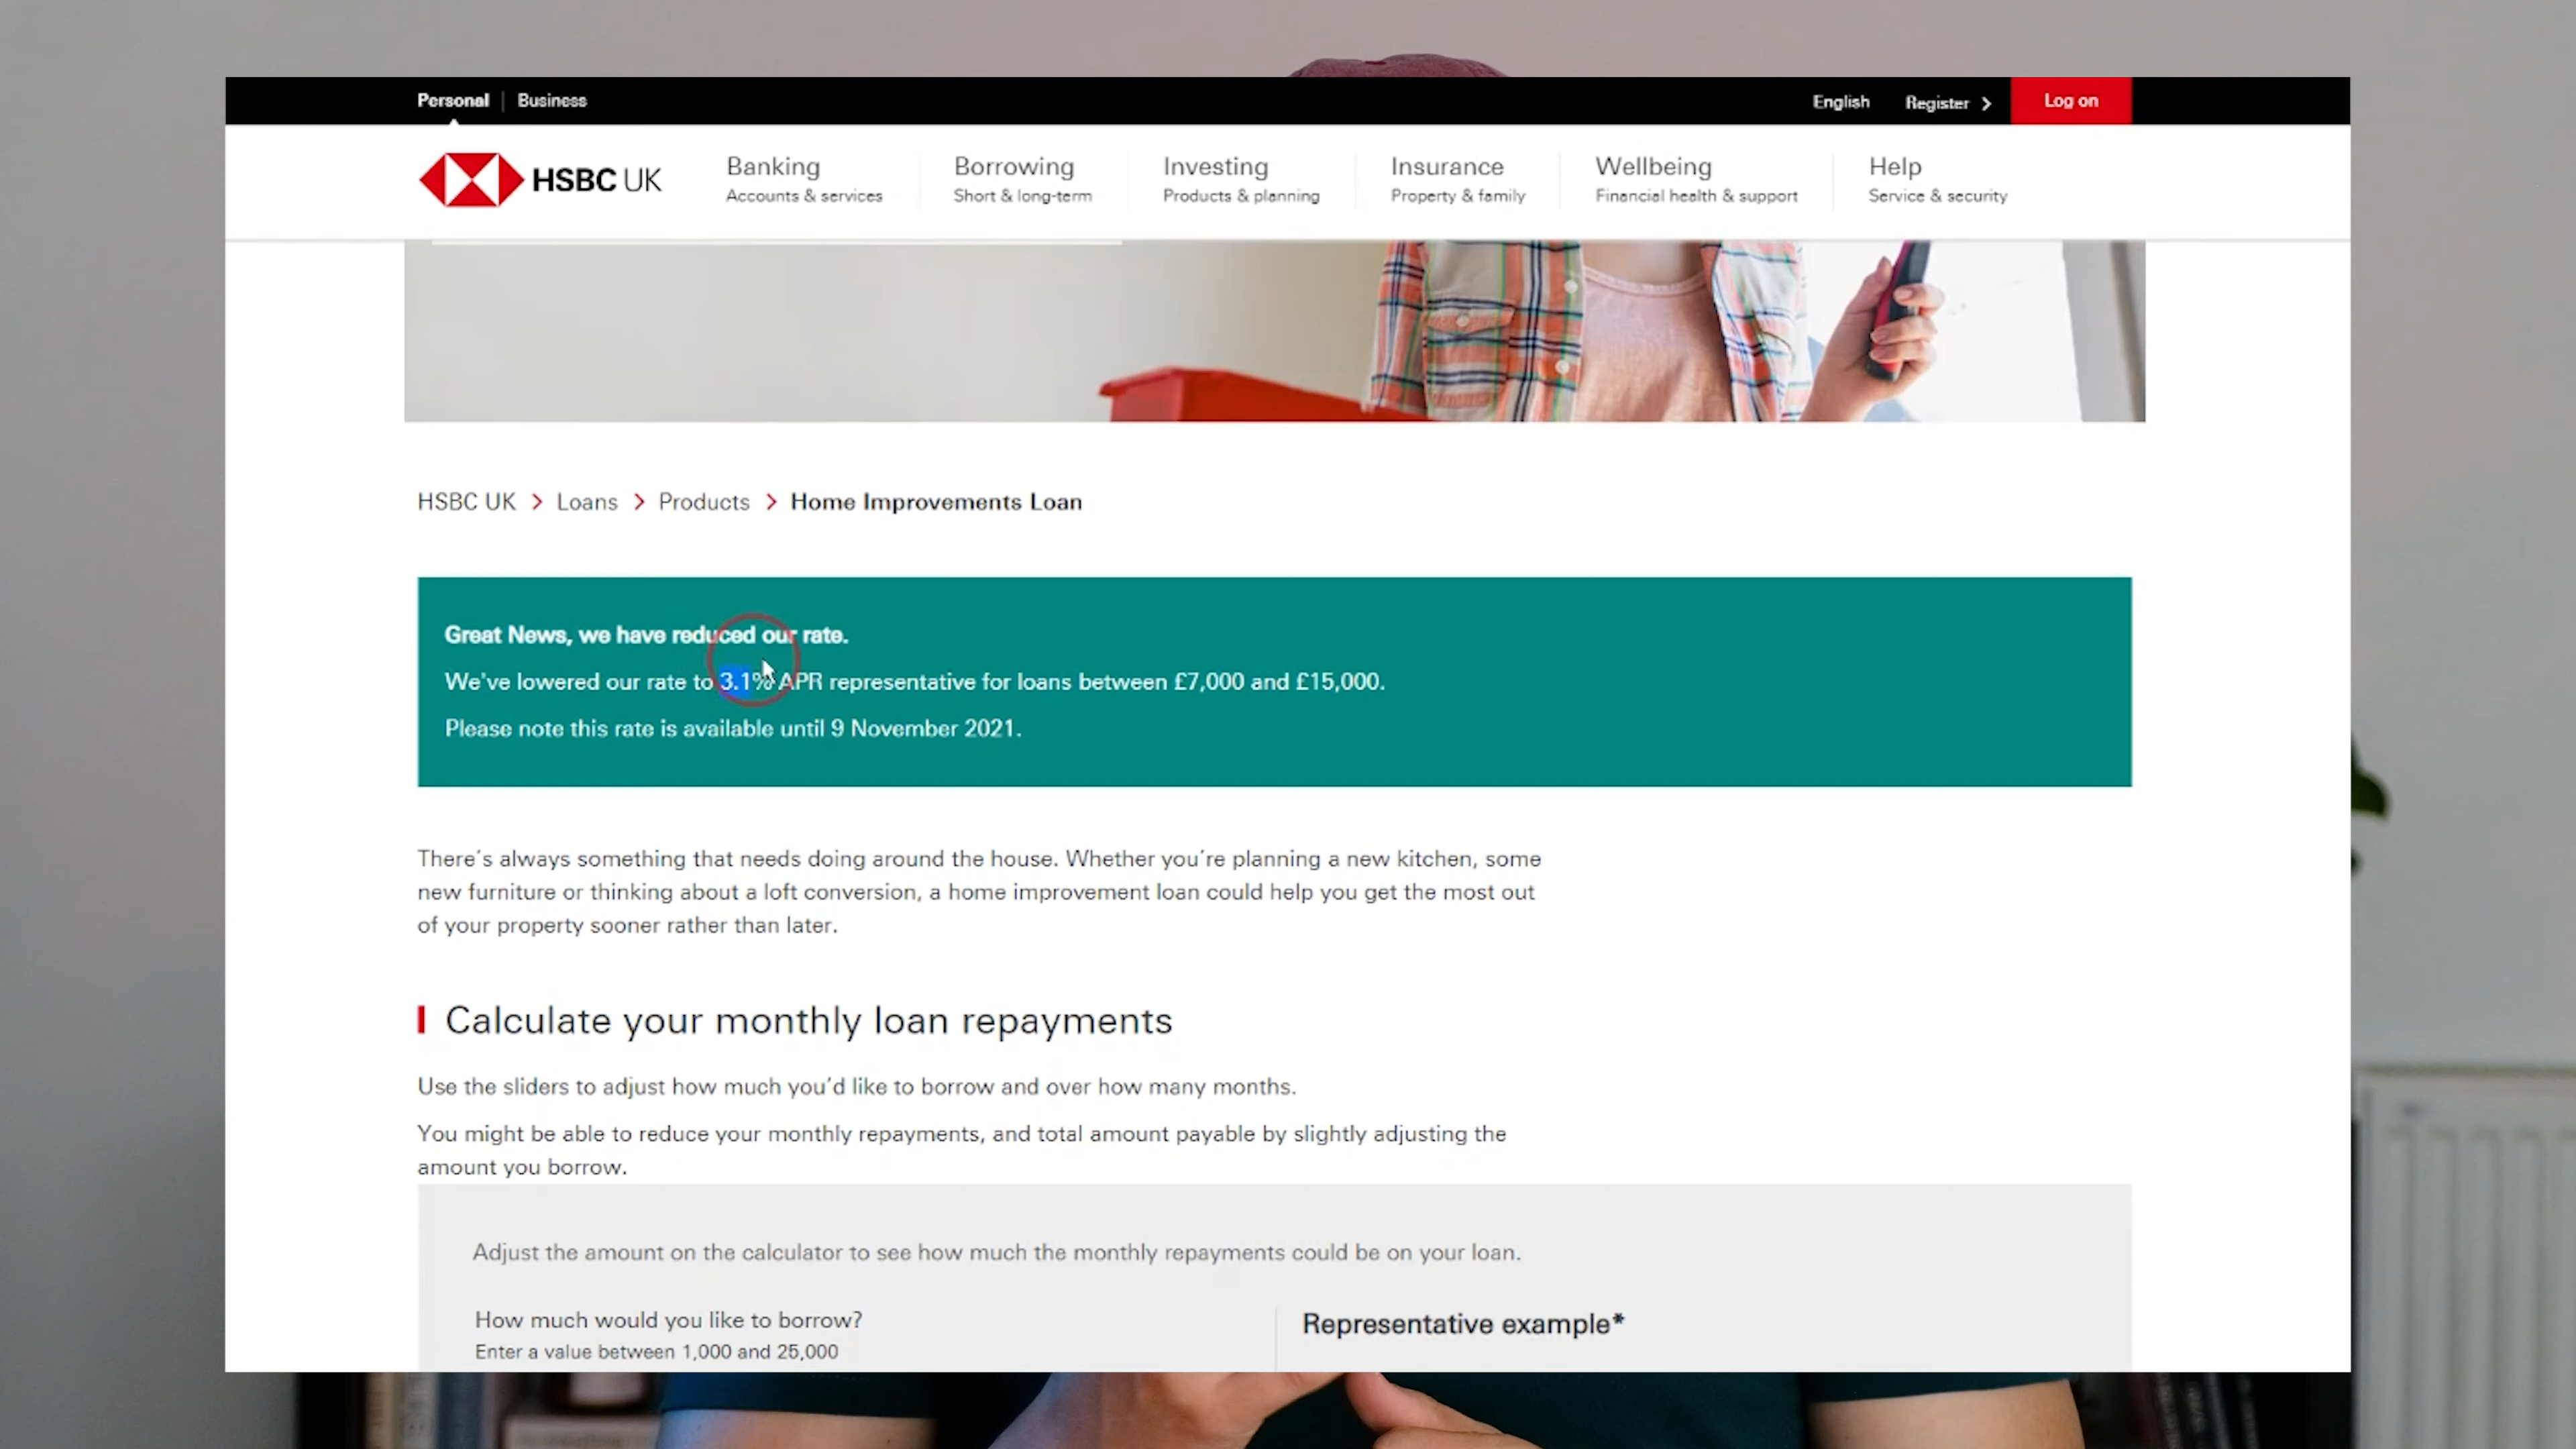 Personal Business English Register Log on
HSBC UK
Banking Borrowing Investing Insurance Wellbeing Help
Accounts & services Short & long-term Products & planning Property & family Financial health & support Service & security
HSBC UK > Loans > Products > Home Improvements Loan
Great News, we have reduced our rate.
We've lowered our rate to 3.1% APR representative for loans between £7,000 and £15,000.
Please note this rate is available until 9 November 2021.
There's always something that needs doing around the house. Whether you're planning a new kitchen, some
new furniture or thinking about a loft conversion, a home improvement loan could help you get the most out
of your property sooner rather than later.
Calculate your monthly loan repayments
Use the sliders to adjust how much you'd like to borrow and over how many months.
You might be able to reduce your monthly repayments, and total amount payable by slightly adjusting the
amount you borrow.
Adjust the amount on the calculator to see how much the monthly repayments could be on your loan.
How much would you like to borrow?
Enter a value between 1,000 and 25,000
Representative example*